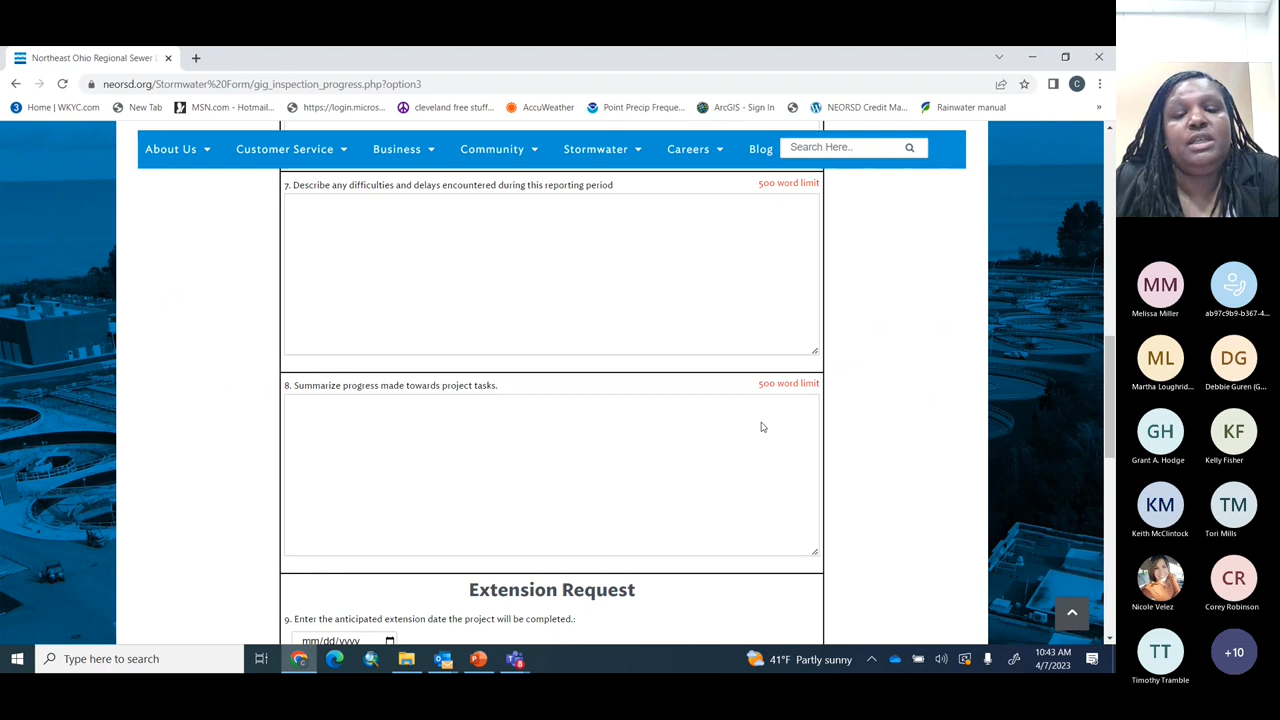 Northeast Ohio Regional Sewer
neorsd.org/Stormwater%20Form/gig_inspection_progress.php?option3
C
Home | WKYC.com
New Tab
MSN.com - Hotmail...
https://login.micros...
cleveland free stuff...
AccuWeather
Point Precip Freque...
ArcGIS - Sign In
NEORSD Credit Ma...
Rainwater manual
»
About Us
Customer Service
Business
Community
Stormwater
Careers
Blog
Search Here..
7. Describe any difficulties and delays encountered during this reporting period
500 word limit
8. Summarize progress made towards project tasks.
500 word limit
Extension Request
9. Enter the anticipated extension date the project will be completed.:
mm/dd/yyyy
Type here to search
41°F Partly sunny
10:43 AM
4/7/2023
MM
Melissa Miller
ab97c9b9-b367-4...
ML
Martha Loughrid...
DG
Debbie Guren (G...
GH
Grant A. Hodge
KF
Kelly Fisher
KM
Keith McClintock
TM
Tori Mills
Nicole Velez
CR
Corey Robinson
TT
Timothy Tramble
+10